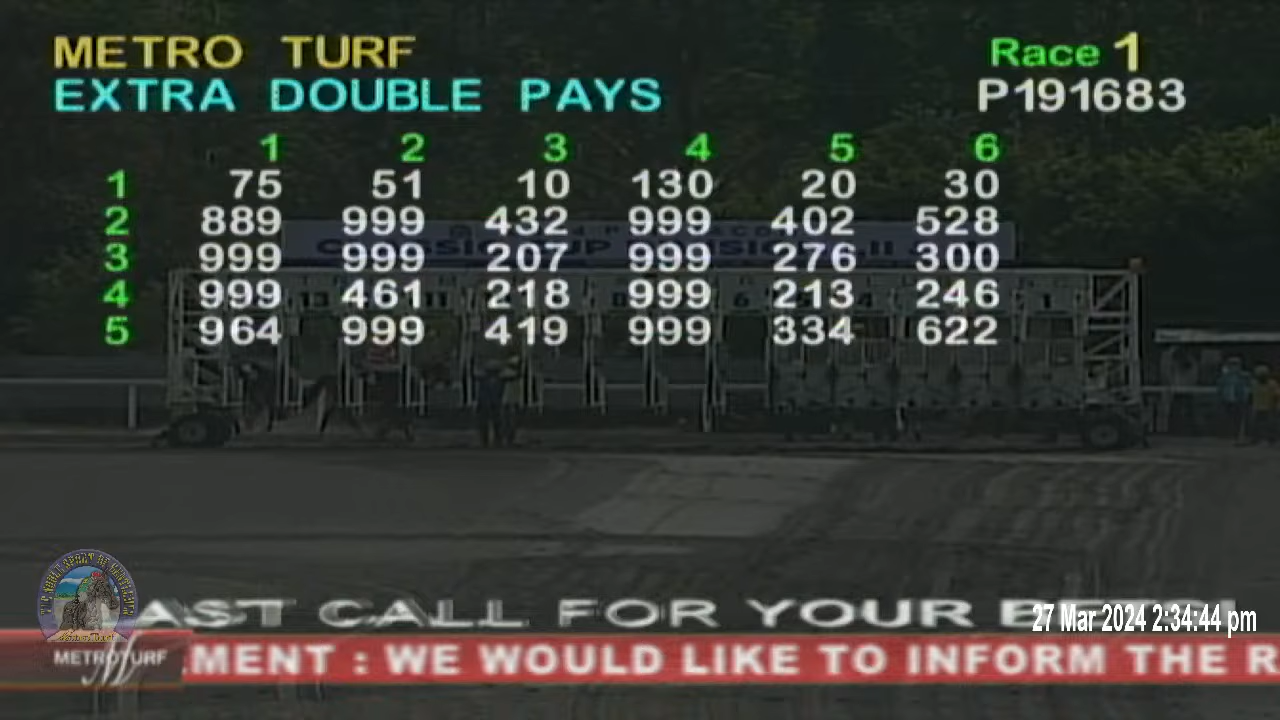 METRO TURF
Race 1
EXTRA DOUBLE PAYS
P191683
1 2 3 4 5 6
1 75 51 10 130 20 30
2 889 999 432 999 402 528
3 999 999 207 999 276 300
4 999 461 218 999 213 246
5 964 999 419 999 334 622
AST CALL FOR YOUR BETS!
27 Mar 2024 2:34:44 pm
METROTURF
.MENT : WE WOULD LIKE TO INFORM THE R